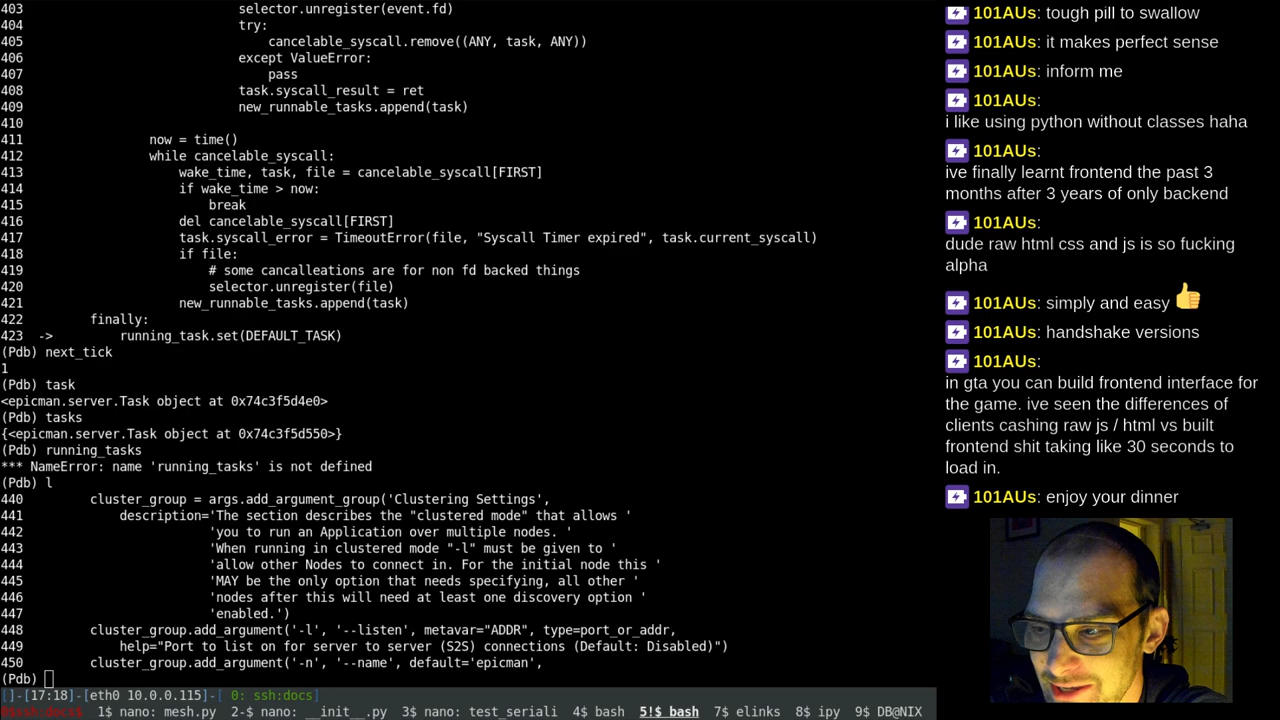 403                                selector.unregister(event.fd)
404                                try:
405                                    cancelable_syscall.remove((ANY, task, ANY))
406                                except ValueError:
407                                    pass
408                                task.syscall_result = ret
409                                new_runnable_tasks.append(task)
410
411                    now = time()
412                    while cancelable_syscall:
413                        wake_time, task, file = cancelable_syscall[FIRST]
414                        if wake_time > now:
415                            break
416                        del cancelable_syscall[FIRST]
417                        task.syscall_error = TimeoutError(file, "Syscall Timer expired", task.current_syscall)
418                        if file:
419                            # some cancalleations are for non fd backed things
420                            selector.unregister(file)
421                        new_runnable_tasks.append(task)
422            finally:
423  ->            running_task.set(DEFAULT_TASK)
(Pdb) next_tick
1
(Pdb) task
<epicman.server.Task object at 0x74c3f5d4e0>
(Pdb) tasks
{<epicman.server.Task object at 0x74c3f5d550>}
(Pdb) running_tasks
*** NameError: name 'running_tasks' is not defined
(Pdb) l
440            cluster_group = args.add_argument_group('Clustering Settings',
441                description='The section describes the "clustered mode" that allows '
442                            'you to run an Application over multiple nodes. '
443                            'When running in clustered mode "-l" must be given to '
444                            'allow other Nodes to connect in. For the initial node this '
445                            'MAY be the only option that needs specifying, all other '
446                            'nodes after this will need at least one discovery option '
447                            'enabled.')
448            cluster_group.add_argument('-l', '--listen', metavar="ADDR", type=port_or_addr,
449                help="Port to list on for server to server (S2S) connections (Default: Disabled)")
450            cluster_group.add_argument('-n', '--name', default='epicman',
(Pdb)
[]-[17:18]-[eth0 10.0.0.115]-[ 0: ssh:docs]
0$ssh:docs  1$ nano: mesh.py  2-$ nano: __init__.py  3$ nano: test_seriali  4$ bash  5!$ bash  7$ elinks  8$ ipy  9$ DB@NIX
101AUs: tough pill to swallow
101AUs: it makes perfect sense
101AUs: inform me
101AUs:
i like using python without classes haha
101AUs:
ive finally learnt frontend the past 3
months after 3 years of only backend
101AUs:
dude raw html css and js is so fucking
alpha
101AUs: simply and easy 👍
101AUs: handshake versions
101AUs:
in gta you can build frontend interface for
the game. ive seen the differences of
clients cashing raw js / html vs built
frontend shit taking like 30 seconds to
load in.
101AUs: enjoy your dinner